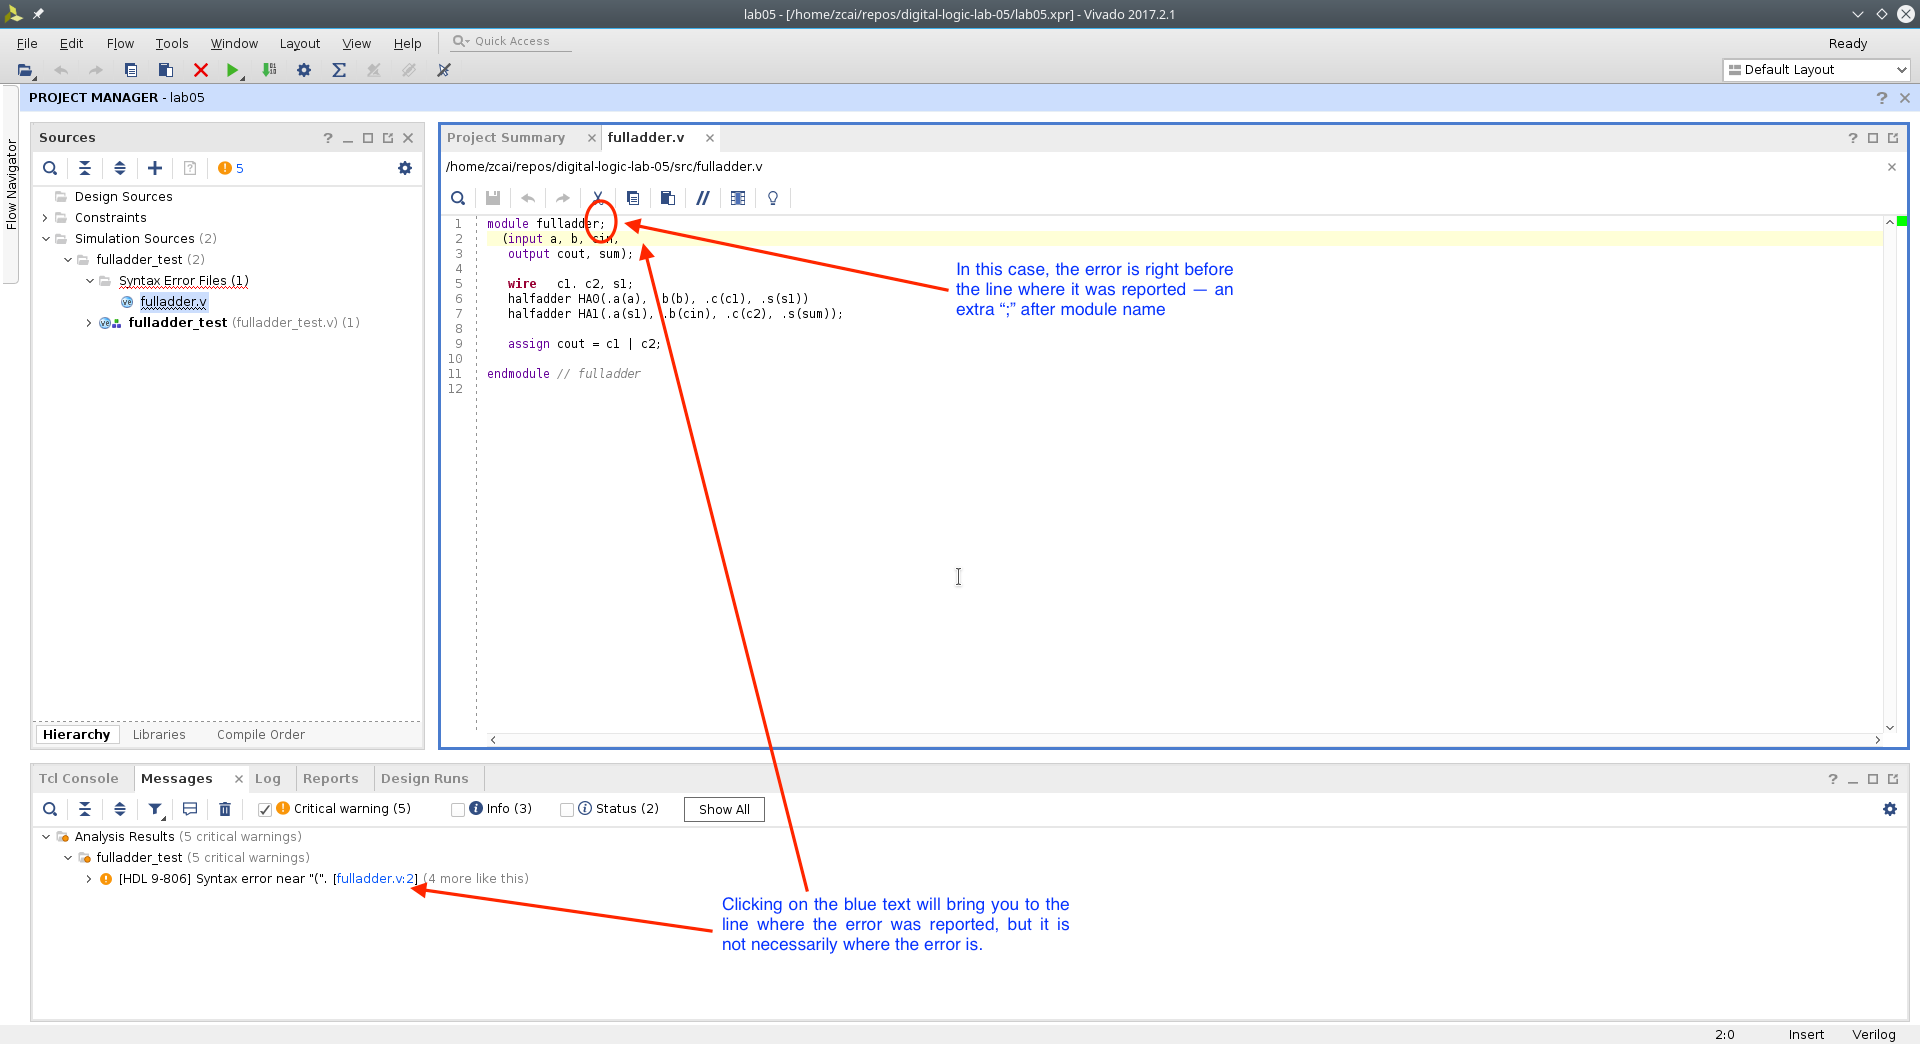 lab05 - [/home/zcai/repos/digital-logic-lab-05/lab05.xpr] - Vivado 2017.2.1
File Edit Flow Tools Window Layout View Help Quick Access Ready
Default Layout
PROJECT MANAGER - lab05
Flow Navigator
Sources
5
Design Sources
Constraints
Simulation Sources (2)
fulladder_test (2)
Syntax Error Files (1)
fulladder.v
fulladder_test (fulladder_test.v) (1)
Hierarchy Libraries Compile Order
Project Summary fulladder.v
/home/zcai/repos/digital-logic-lab-05/src/fulladder.v
1 module fulladder;
2 (input a, b, cin,
3 output cout, sum);
4
5 wire c1. c2, s1;
6 halfadder HA0(.a(a), .b(b), .c(c1), .s(s1))
7 halfadder HA1(.a(s1), .b(cin), .c(c2), .s(sum));
8
9 assign cout = c1 | c2;
10
11 endmodule // fulladder
12
In this case, the error is right before
the line where it was reported — an
extra “;” after module name
Tcl Console Messages Log Reports Design Runs
Critical warning (5) Info (3) Status (2) Show All
Analysis Results (5 critical warnings)
fulladder_test (5 critical warnings)
[HDL 9-806] Syntax error near "(". [fulladder.v:2] (4 more like this)
Clicking on the blue text will bring you to the
line where the error was reported, but it is
not necessarily where the error is.
2:0 Insert Verilog